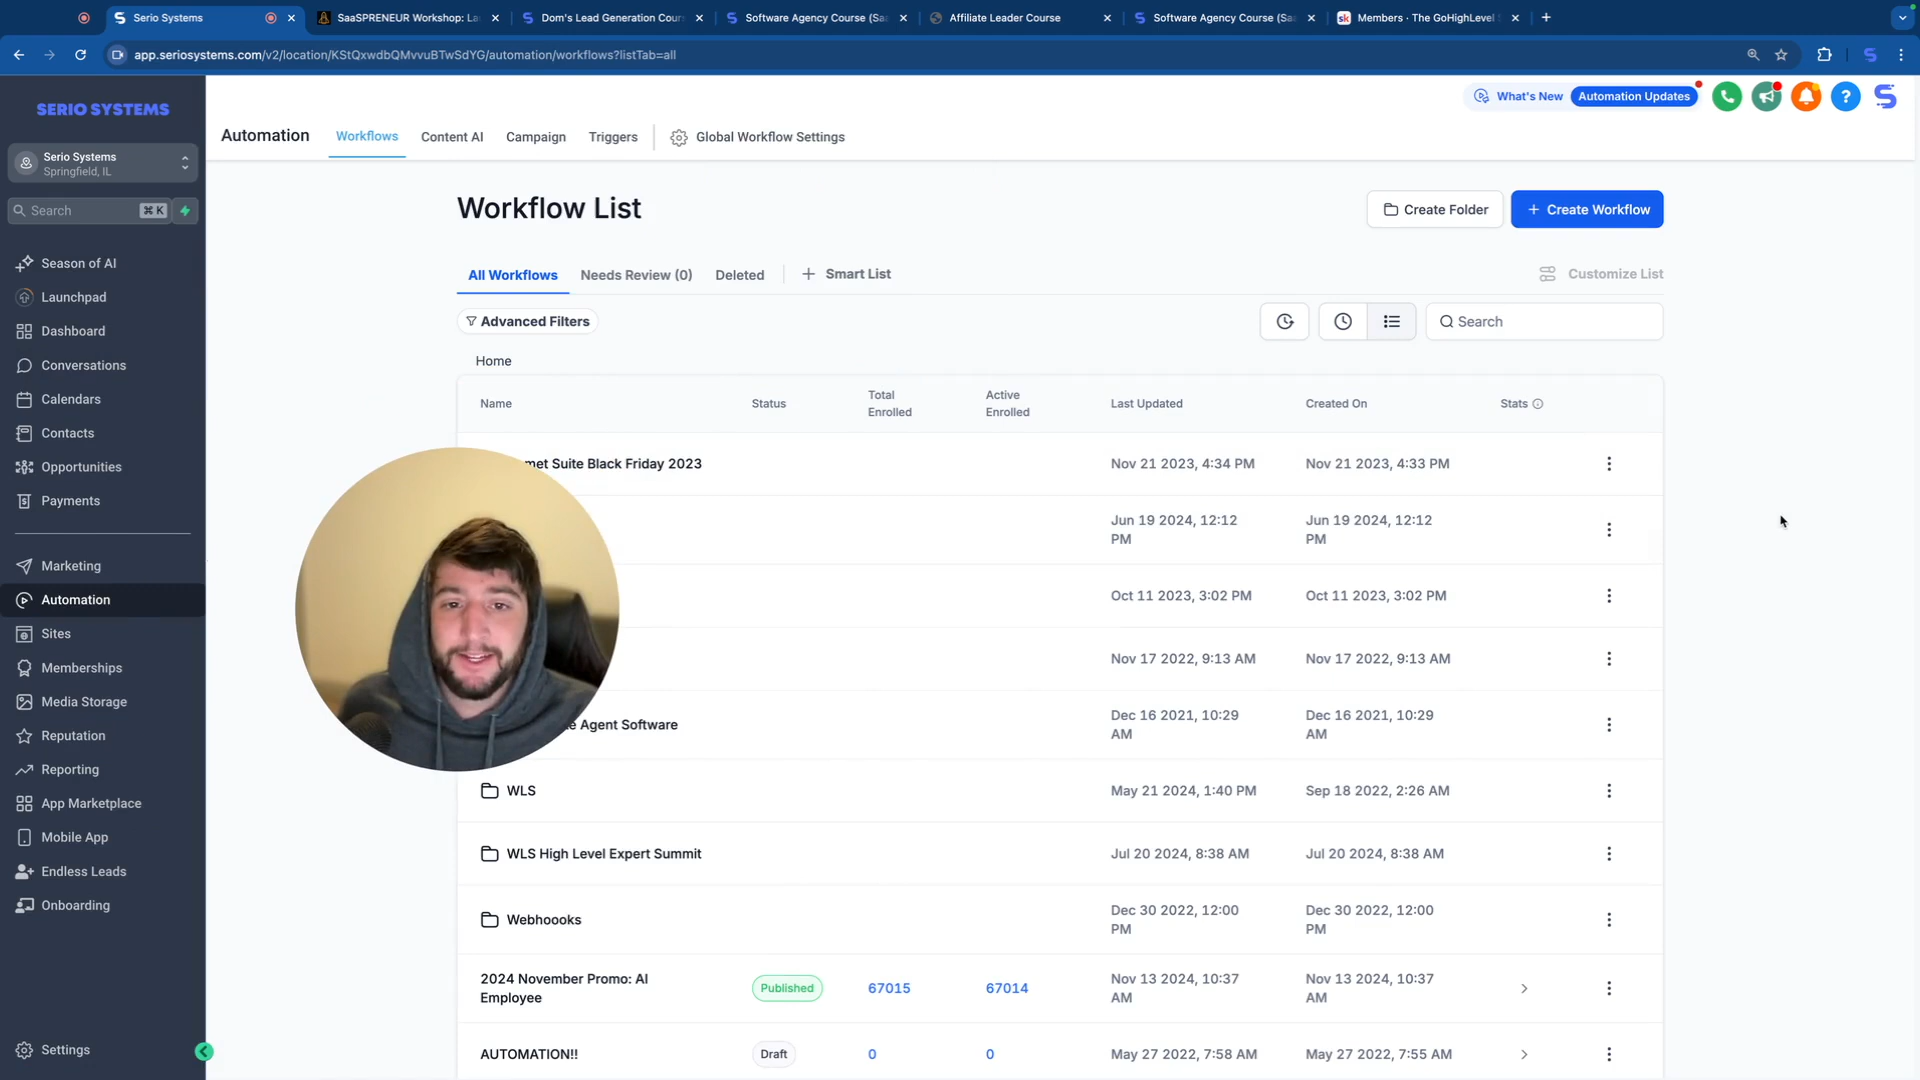 Serio Systems
SaaSPRENEUR Workshop: La
Dom's Lead Generation Cour
Software Agency Course (Saa
Affiliate Leader Course
Software Agency Course (Saa
Members · The GoHighLevel
app.seriosystems.com/v2/location/KStQxwdbQMvvuBTwSdYG/automation/workflows?listTab=all
SERIO SYSTEMS
Serio Systems
Springfield, IL
Search
⌘ K
Season of AI
Launchpad
Dashboard
Conversations
Calendars
Contacts
Opportunities
Payments
Marketing
Automation
Sites
Memberships
Media Storage
Reputation
Reporting
App Marketplace
Mobile App
Endless Leads
Onboarding
Settings
What's New
Automation Updates
Automation
Workflows
Content AI
Campaign
Triggers
Global Workflow Settings
Workflow List
Create Folder
+ Create Workflow
All Workflows
Needs Review (0)
Deleted
+ Smart List
Customize List
Advanced Filters
Search
Home
Name
Status
Total Enrolled
Active Enrolled
Last Updated
Created On
Stats
met Suite Black Friday 2023
Nov 21 2023, 4:34 PM
Nov 21 2023, 4:33 PM
Jun 19 2024, 12:12 PM
Jun 19 2024, 12:12 PM
Oct 11 2023, 3:02 PM
Oct 11 2023, 3:02 PM
Nov 17 2022, 9:13 AM
Nov 17 2022, 9:13 AM
Agent Software
Dec 16 2021, 10:29 AM
Dec 16 2021, 10:29 AM
WLS
May 21 2024, 1:40 PM
Sep 18 2022, 2:26 AM
WLS High Level Expert Summit
Jul 20 2024, 8:38 AM
Jul 20 2024, 8:38 AM
Webhoooks
Dec 30 2022, 12:00 PM
Dec 30 2022, 12:00 PM
2024 November Promo: AI Employee
Published
67015
67014
Nov 13 2024, 10:37 AM
Nov 13 2024, 10:37 AM
AUTOMATION!!
Draft
0
0
May 27 2022, 7:58 AM
May 27 2022, 7:55 AM